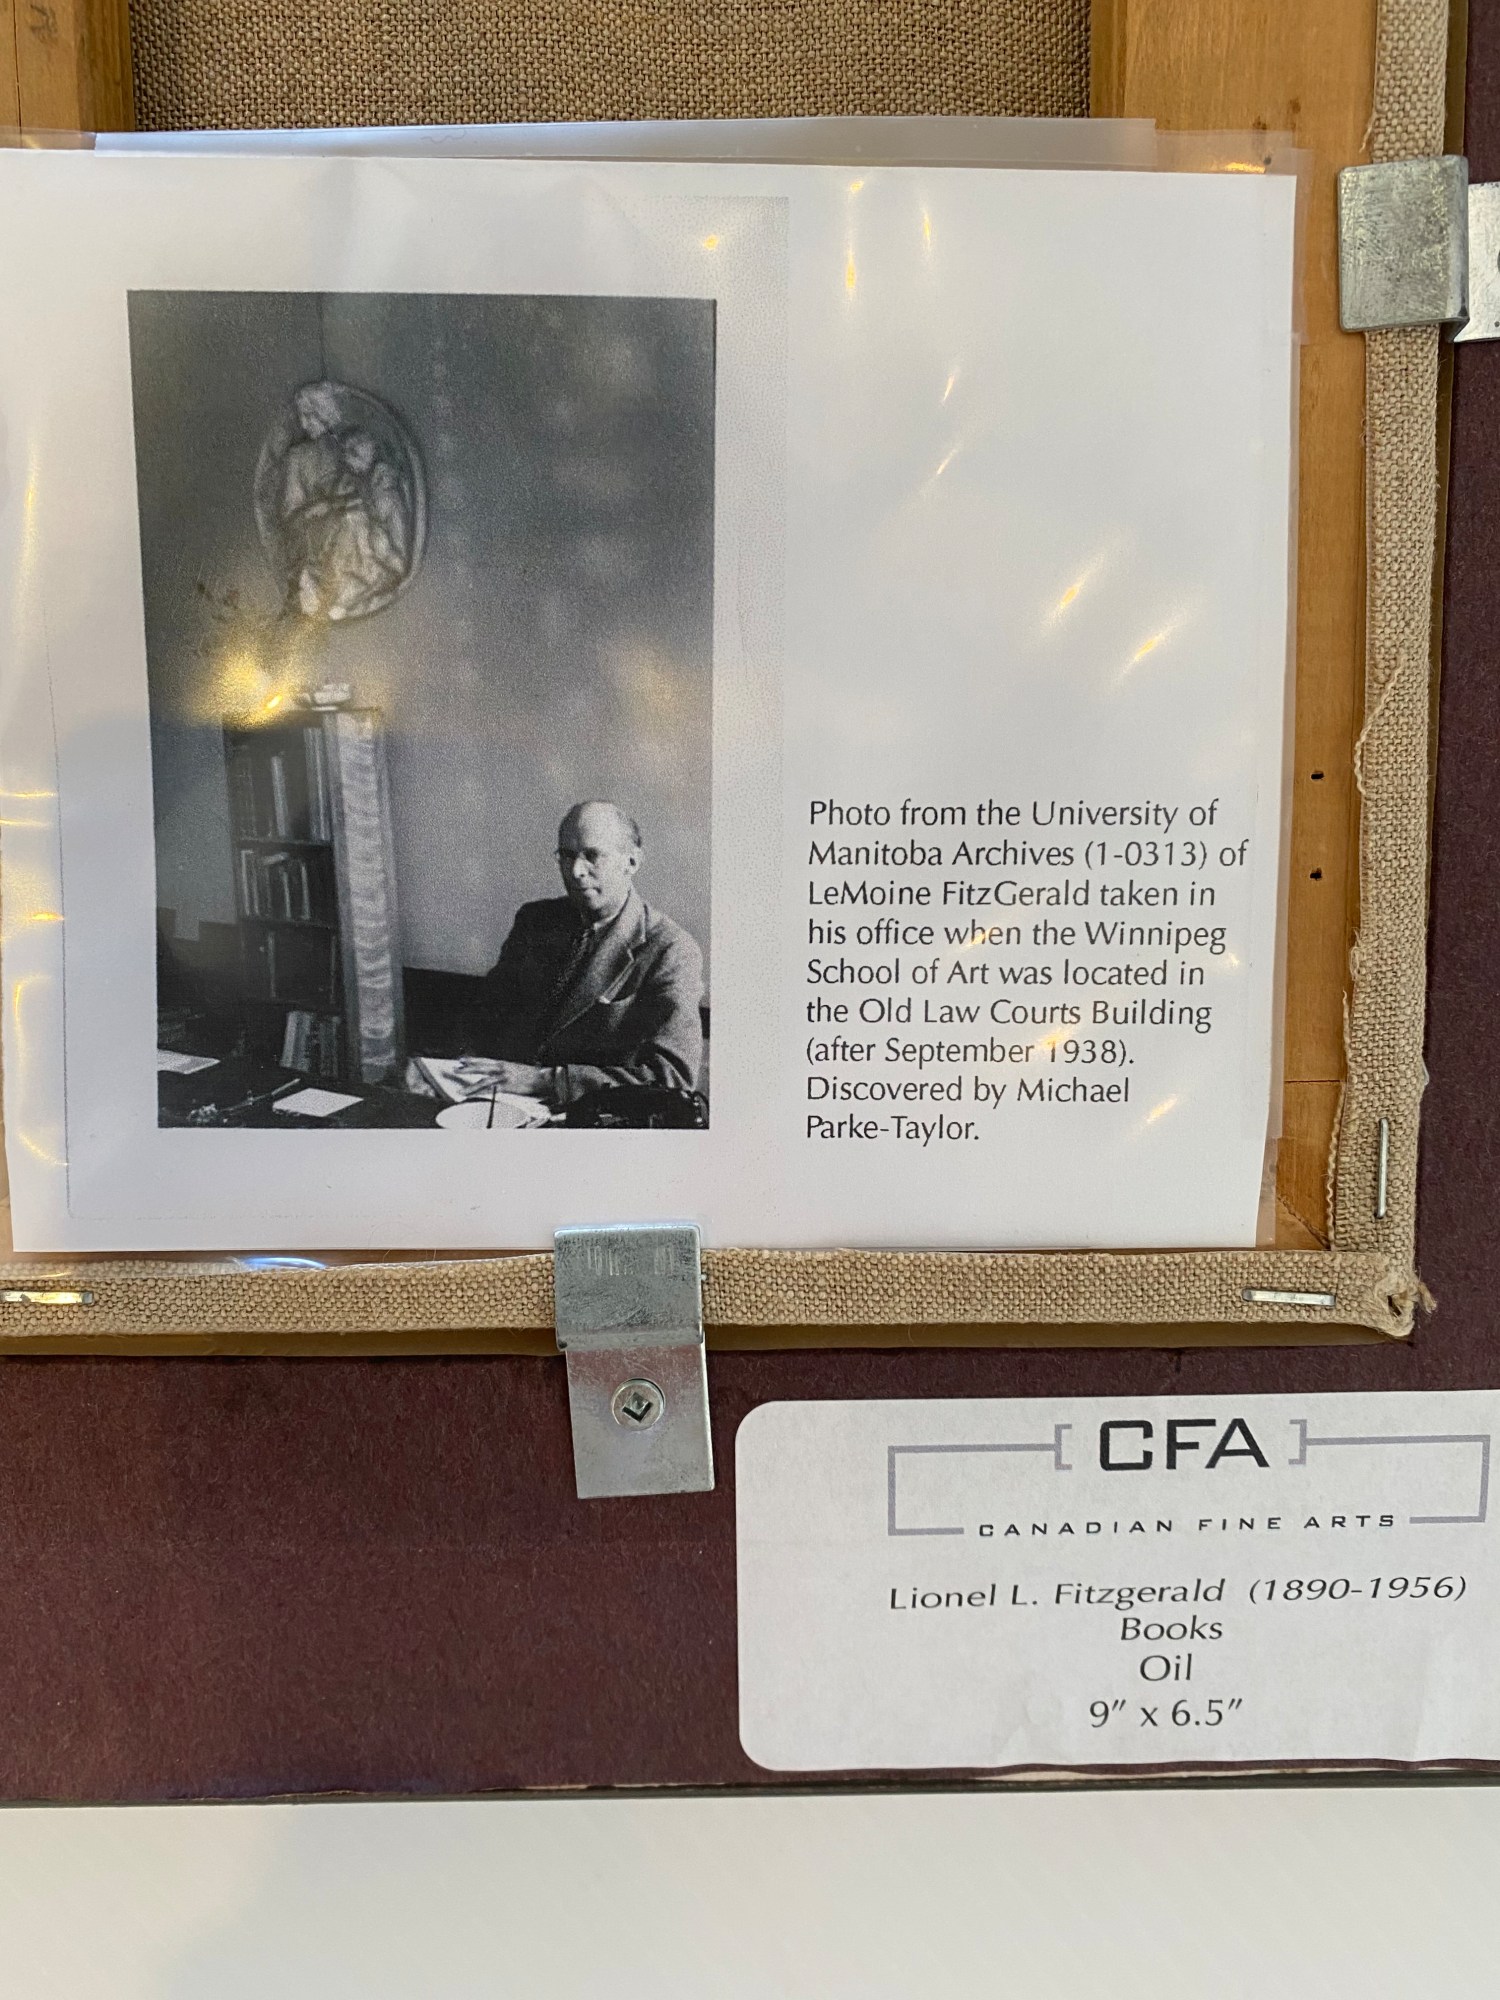 Photo from the University of
Manitoba Archives (1-0313) of
LeMoine FitzGerald taken in
his office when the Winnipeg
School of Art was located in
the Old Law Courts Building
(after September 1938).
Discovered by Michael
Parke-Taylor.
[CFA]
CANADIAN FINE ARTS
Lionel L. Fitzgerald (1890-1956)
Books
Oil
9" x 6.5"